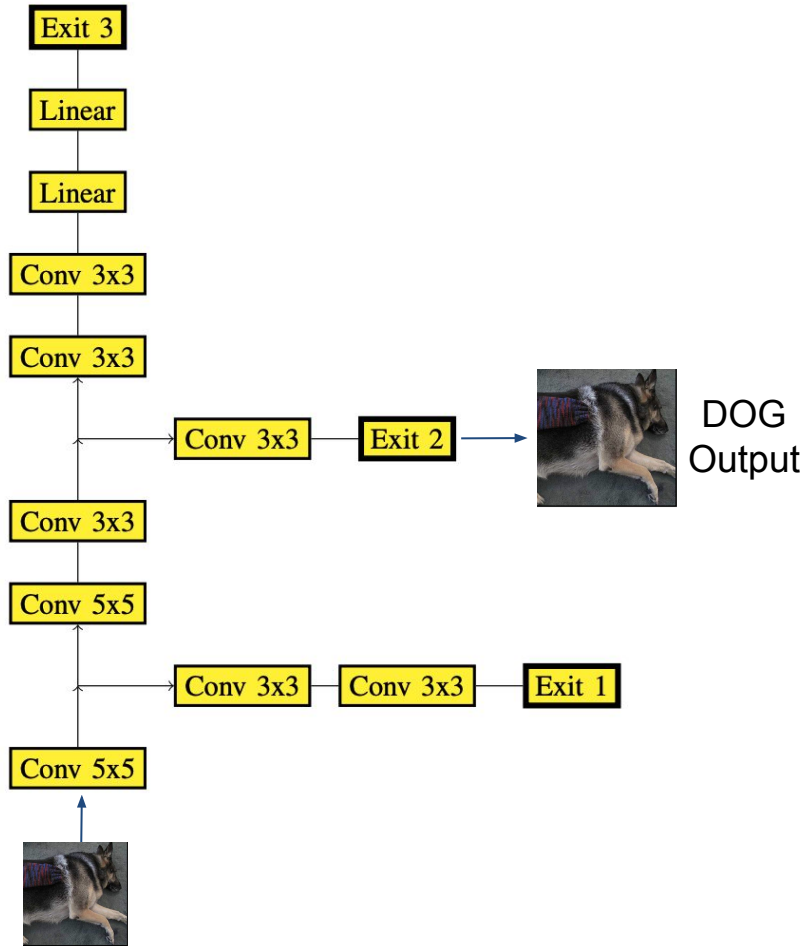 Exit 3
Linear
Linear
Conv 3x3
Conv 3x3
Conv 3x3
Exit 2
DOG
Output
Conv 3x3
Conv 5x5
Conv 3x3
Conv 3x3
Exit 1
Conv 5x5